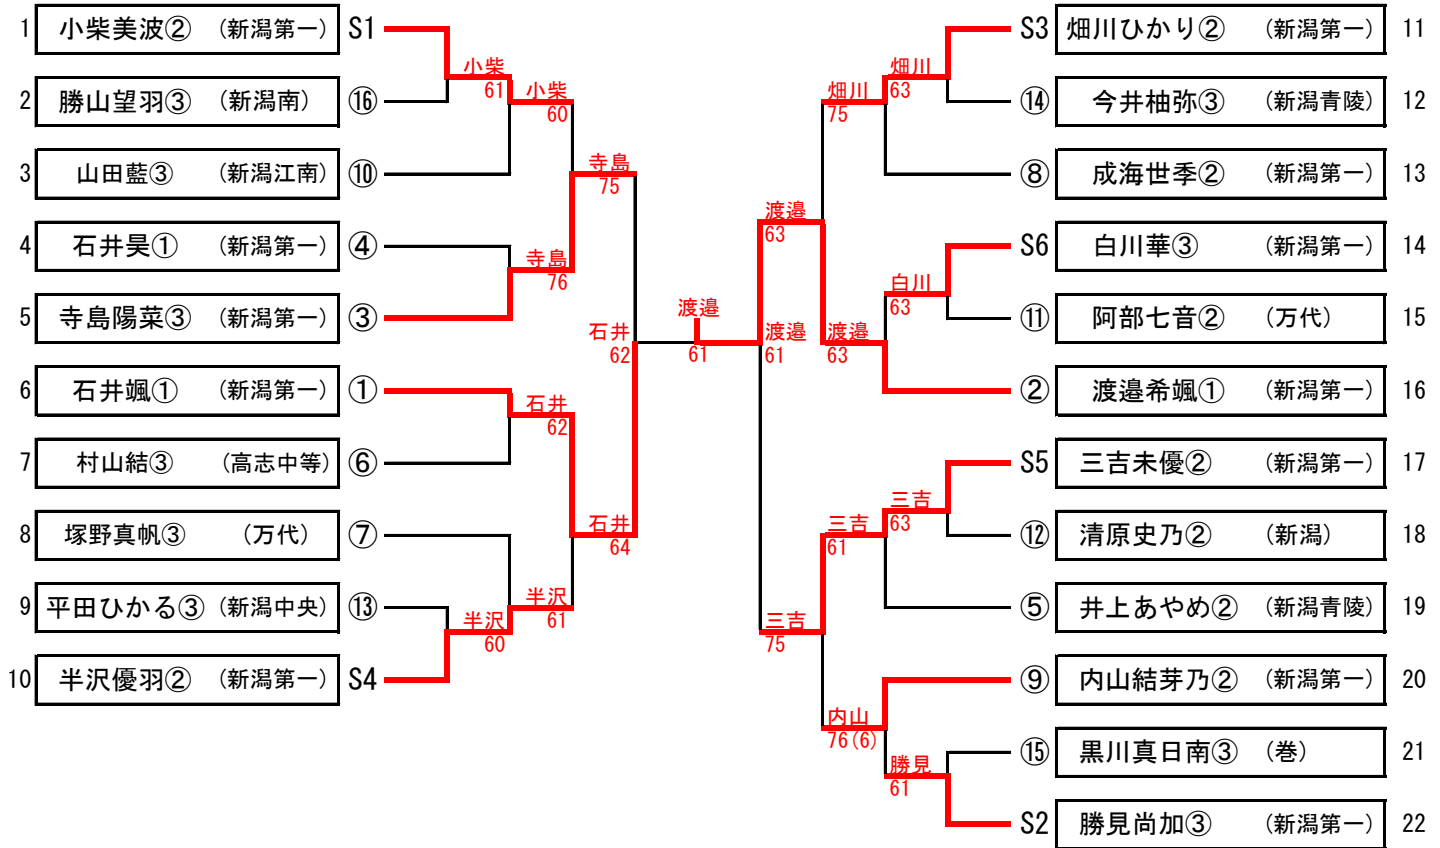 1 小柴美波② (新潟第一) S1
2 勝山望羽③ (新潟南) ⑯
3 山田藍③ (新潟江南) ⑩
4 石井昊① (新潟第一) ④
5 寺島陽菜③ (新潟第一) ③
6 石井颯① (新潟第一) ①
7 村山結③ (高志中等) ⑥
8 塚野真帆③ (万代) ⑦
9 平田ひかる③ (新潟中央) ⑬
10 半沢優羽② (新潟第一) S4
小柴
61
小柴
60
寺島
75
寺島
76
石井
62
石井
62
石井
64
半沢
61
半沢
60
渡邉
61
渡邉
63
渡邉
61
三吉
75
畑川
75
畑川
63
白川
63
渡邉
63
三吉
63
三吉
61
内山
76(6)
勝見
61
S3 畑川ひかり② (新潟第一) 11
⑭ 今井柚弥③ (新潟青陵) 12
⑧ 成海世季② (新潟第一) 13
S6 白川華③ (新潟第一) 14
⑪ 阿部七音② (万代) 15
② 渡邉希颯① (新潟第一) 16
S5 三吉未優② (新潟第一) 17
⑫ 清原史乃② (新潟) 18
⑤ 井上あやめ② (新潟青陵) 19
⑨ 内山結芽乃② (新潟第一) 20
⑮ 黒川真日南③ (巻) 21
S2 勝見尚加③ (新潟第一) 22